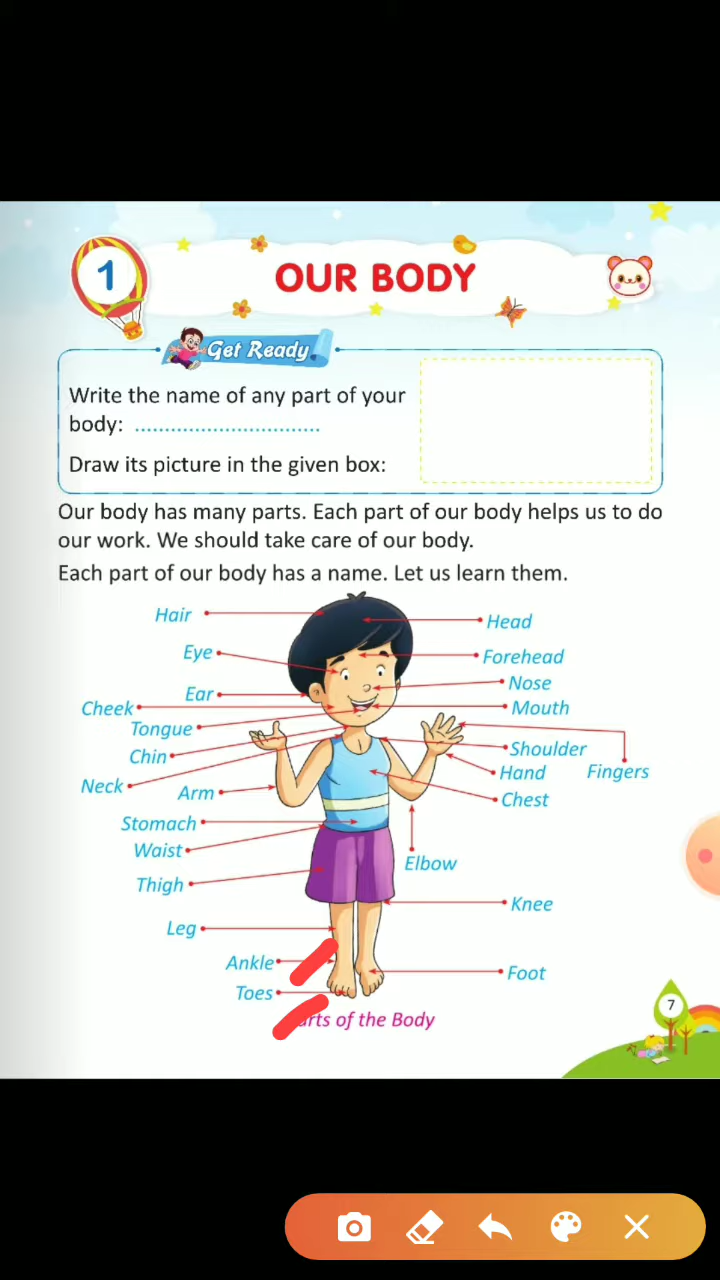 1
OUR BODY
Get Ready
Write the name of any part of your
body: ...............................
Draw its picture in the given box:
Our body has many parts. Each part of our body helps us to do
our work. We should take care of our body.
Each part of our body has a name. Let us learn them.
Hair
Head
Eye
Forehead
Ear
Nose
Cheek
Mouth
Tongue
Chin
Shoulder
Neck
Hand
Fingers
Arm
Chest
Stomach
Waist
Elbow
Thigh
Knee
Leg
Ankle
Foot
Toes
7
of the Body